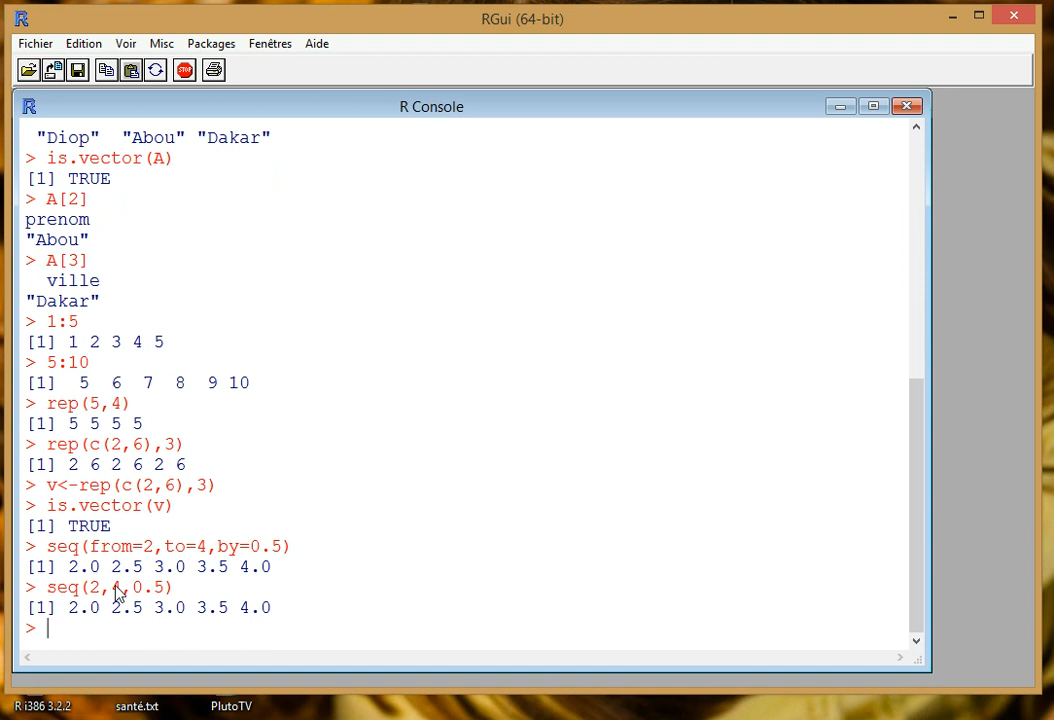 RGui (64-bit)
Fichier Edition Voir Misc Packages Fenêtres Aide
STOP
R Console
"Diop"  "Abou" "Dakar"
> is.vector(A)
[1] TRUE
> A[2]
prenom
"Abou"
> A[3]
  ville
"Dakar"
> 1:5
[1] 1 2 3 4 5
> 5:10
[1]  5  6  7  8  9 10
> rep(5,4)
[1] 5 5 5 5
> rep(c(2,6),3)
[1] 2 6 2 6 2 6
> v<-rep(c(2,6),3)
> is.vector(v)
[1] TRUE
> seq(from=2,to=4,by=0.5)
[1] 2.0 2.5 3.0 3.5 4.0
> seq(2,4,0.5)
[1] 2.0 2.5 3.0 3.5 4.0
>
R i386 3.2.2 santé.txt PlutoTV